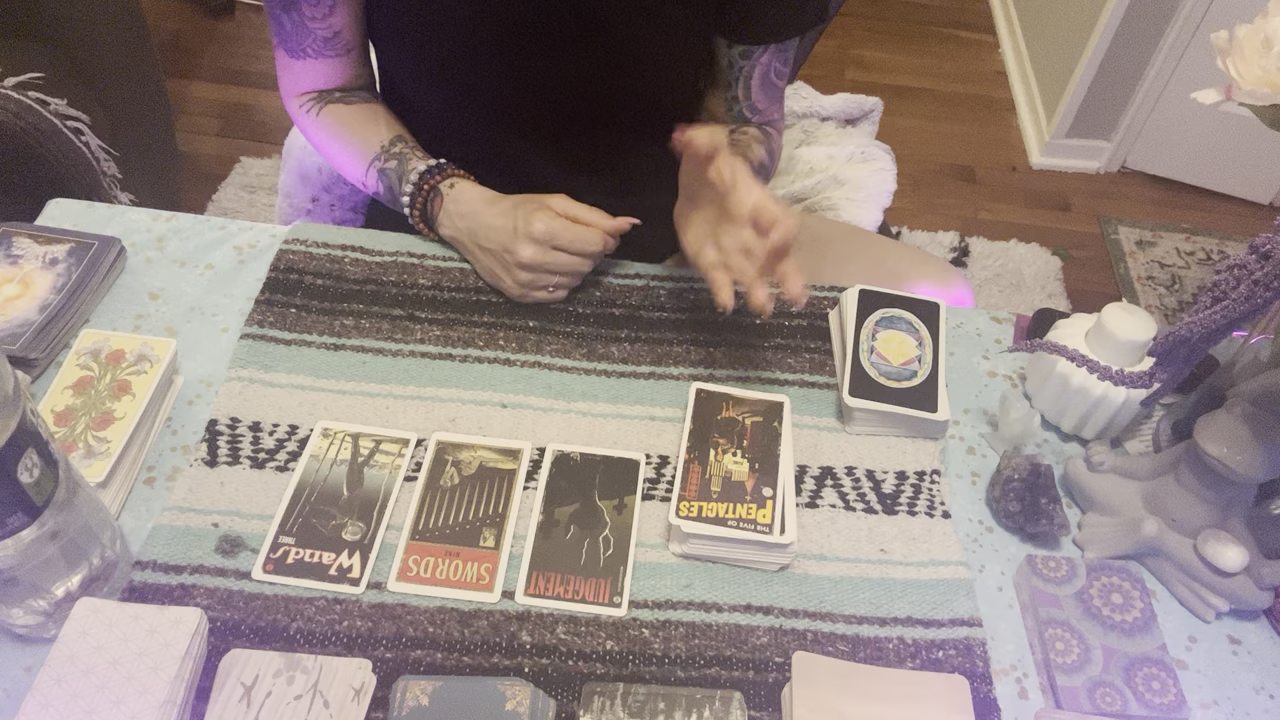 Wands
THREE
SWORDS
NINE
JUDGEMENT
THE FIVE OF
PENTACLES